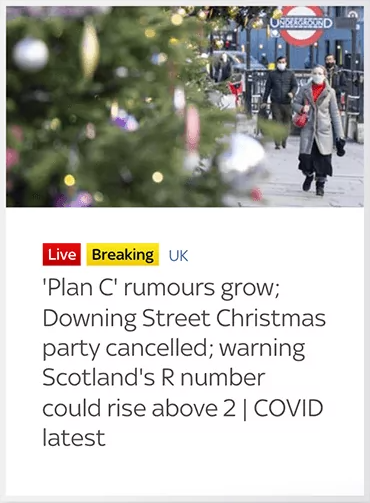 UNDERGROUND
Live Breaking UK
'Plan C' rumours grow;
Downing Street Christmas
party cancelled; warning
Scotland's R number
could rise above 2 | COVID
latest